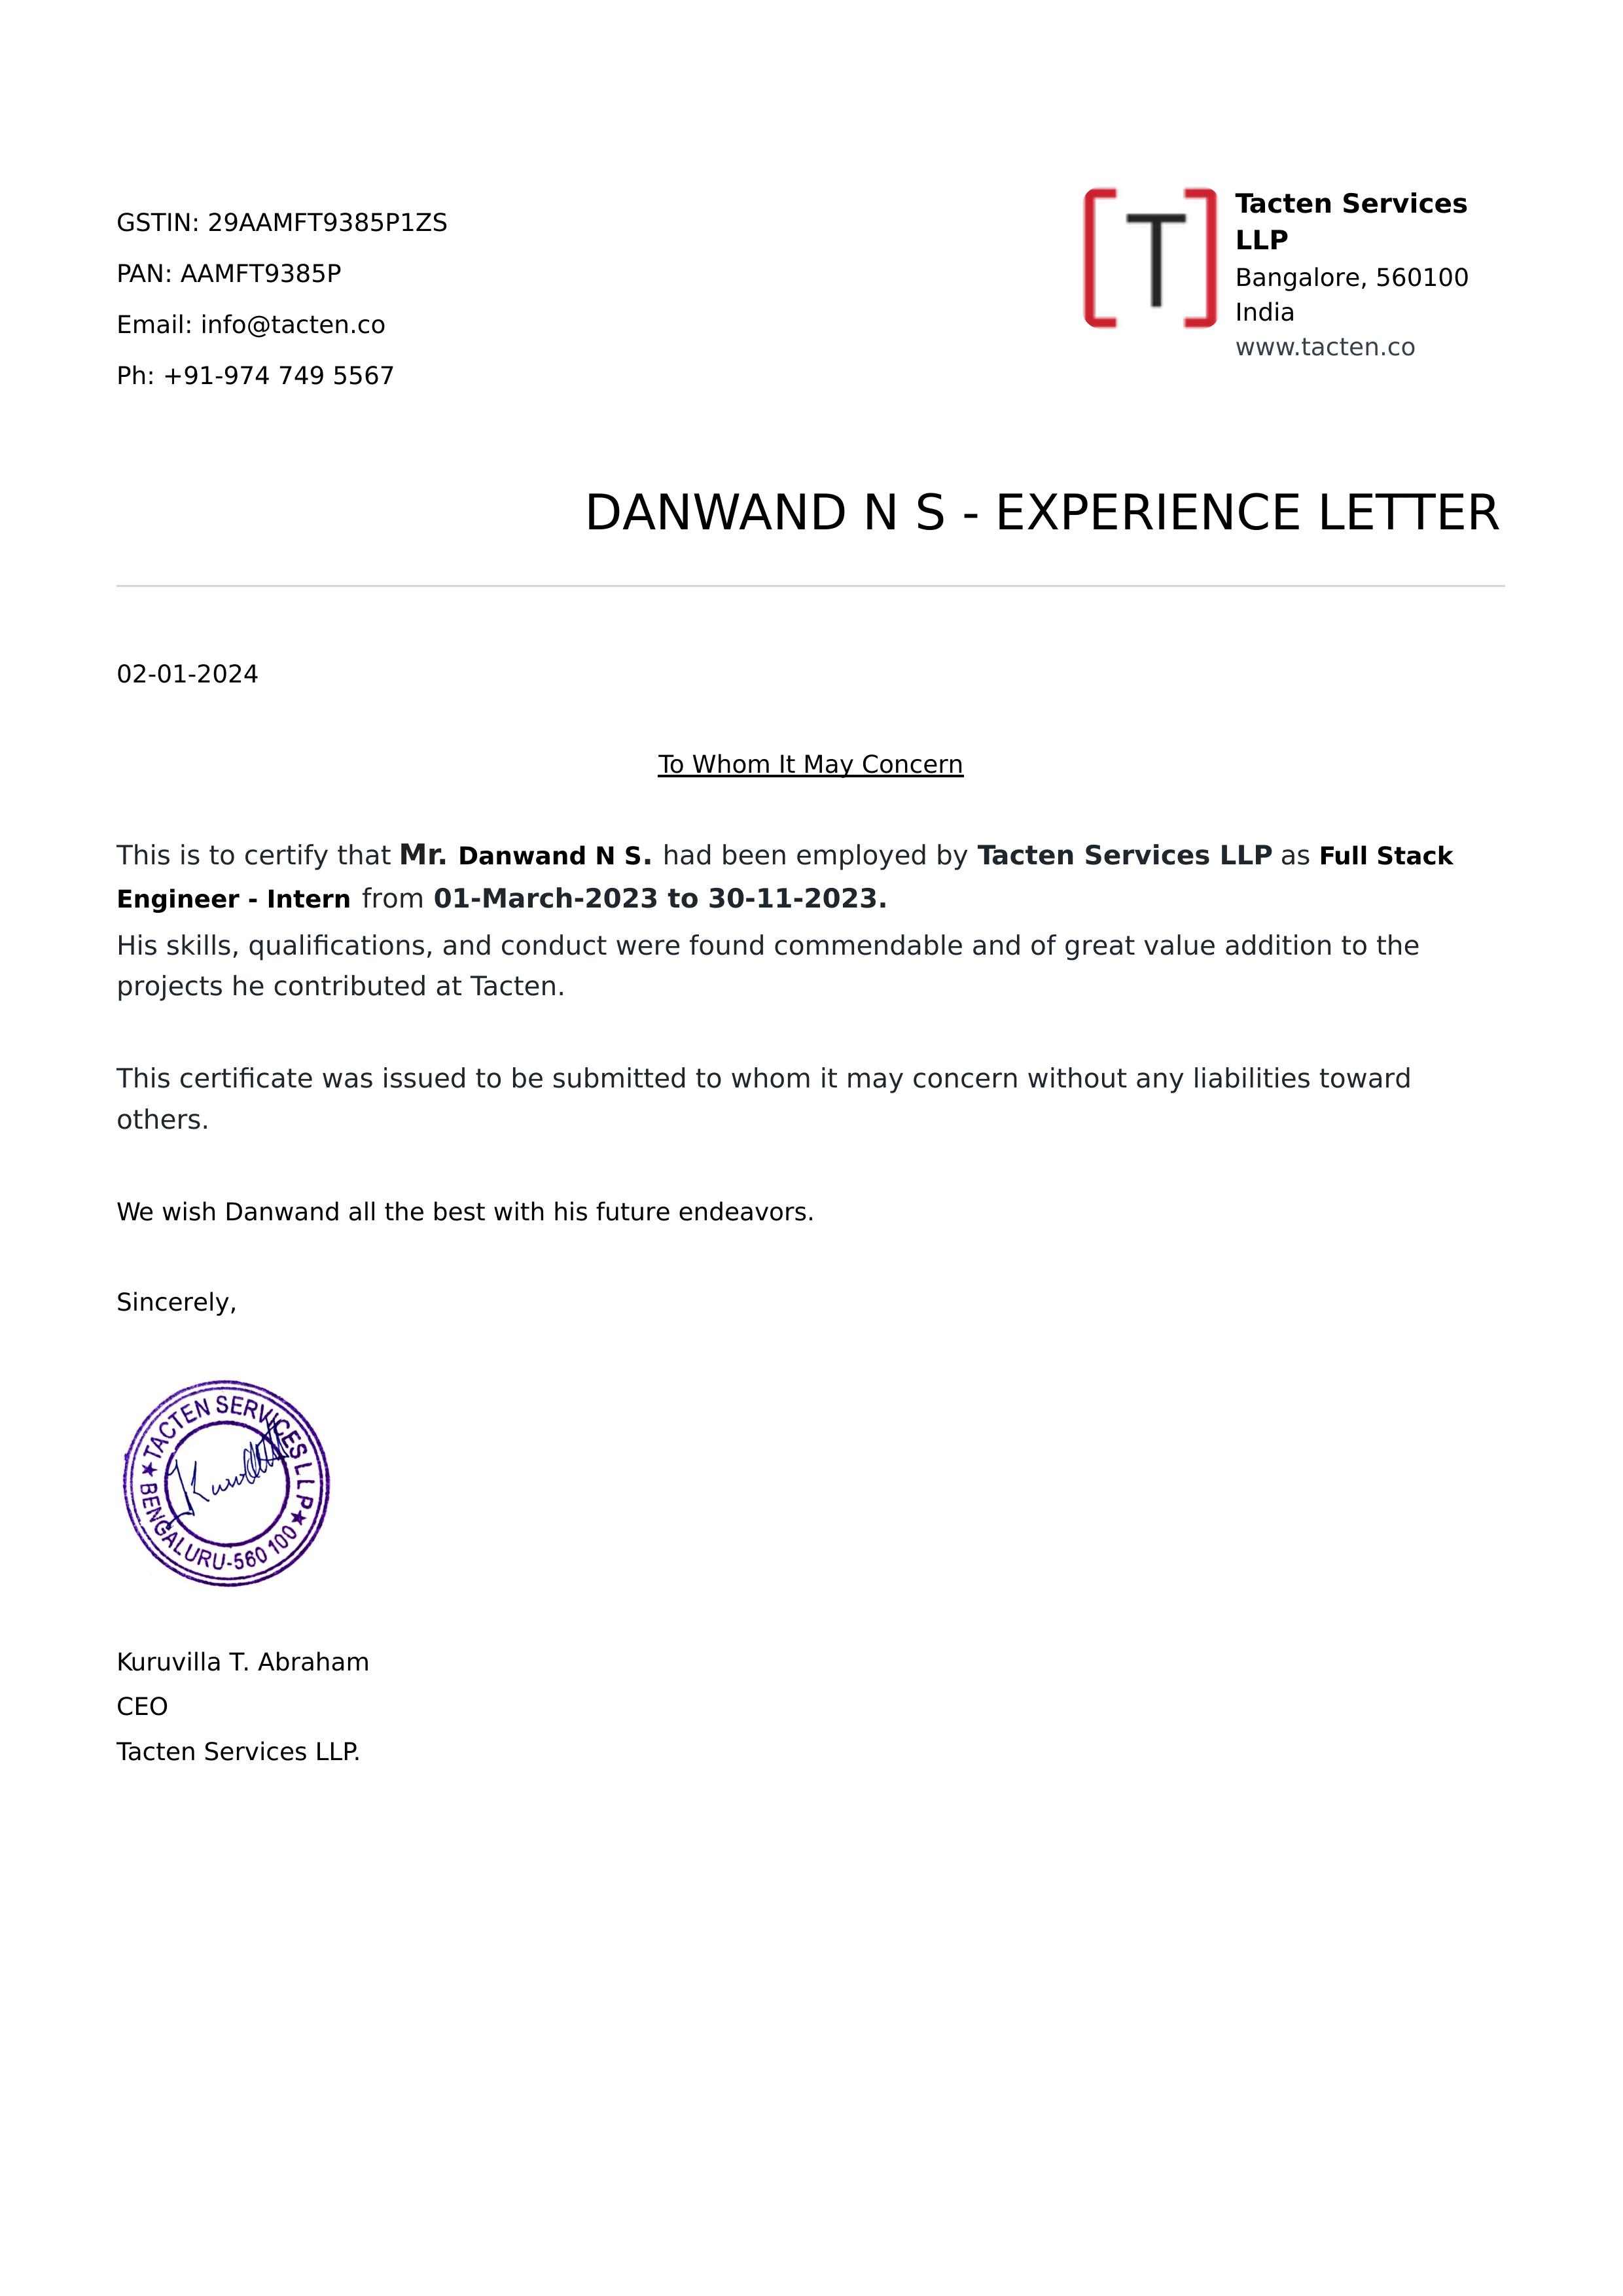 GSTIN: 29AAMFT9385P1ZS
PAN: AAMFT9385P
Email: info@tacten.co
Ph: +91-974 749 5567
[T]
Tacten Services
LLP
Bangalore, 560100
India
www.tacten.co
DANWAND N S - EXPERIENCE LETTER
02-01-2024
To Whom It May Concern
This is to certify that Mr. Danwand N S. had been employed by Tacten Services LLP as Full Stack
Engineer - Intern from 01-March-2023 to 30-11-2023.
His skills, qualifications, and conduct were found commendable and of great value addition to the
projects he contributed at Tacten.
This certificate was issued to be submitted to whom it may concern without any liabilities toward
others.
We wish Danwand all the best with his future endeavors.
Sincerely,
★ TACTEN SERVICES LLP ★
BENGALURU-560 100
Kuruvilla T. Abraham
CEO
Tacten Services LLP.